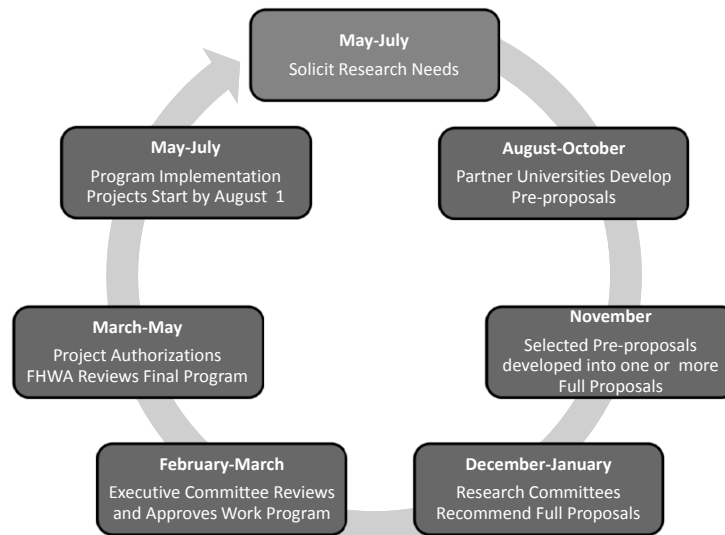 May-July
Solicit Research Needs
August-October
Partner Universities Develop
Pre-proposals
November
Selected Pre-proposals
developed into one or  more
Full Proposals
December-January
Research Committees
Recommend Full Proposals
February-March
Executive Committee Reviews
and Approves Work Program
March-May
Project Authorizations
FHWA Reviews Final Program
May-July
Program Implementation
Projects Start by August  1